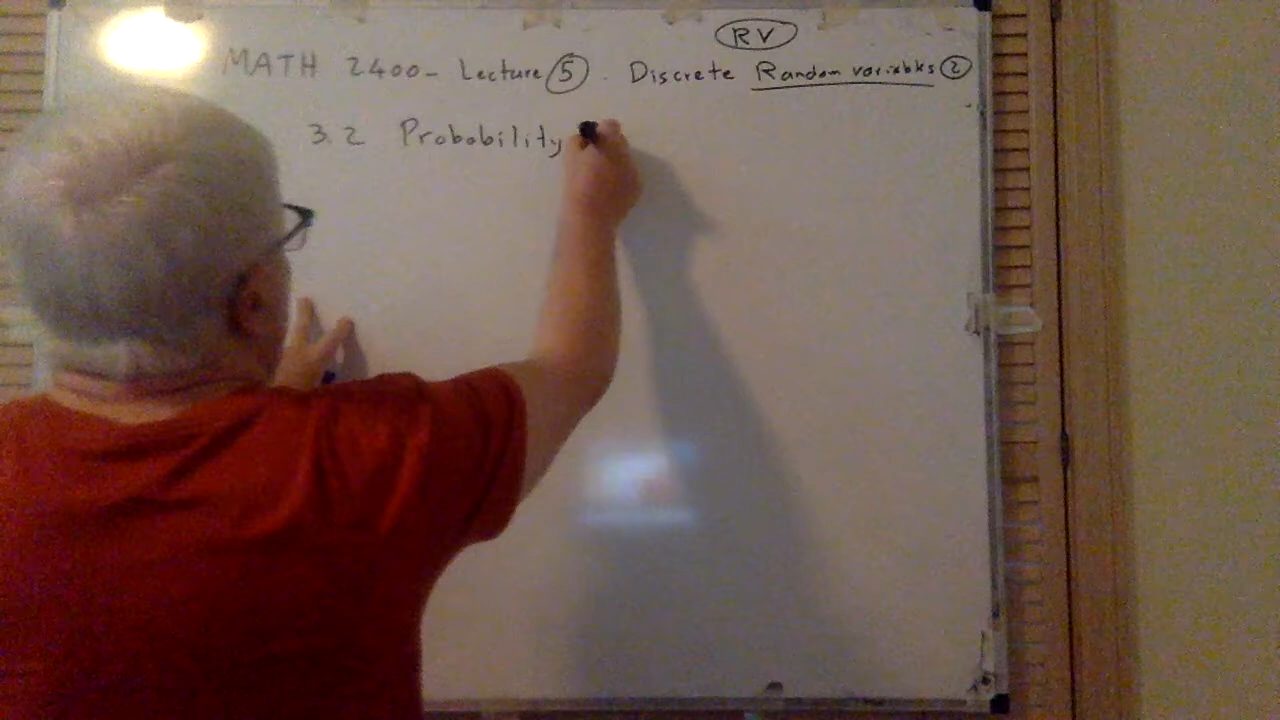 RV
MATH 2400- Lecture 5. Discrete Random variables 2
3.2 Probability